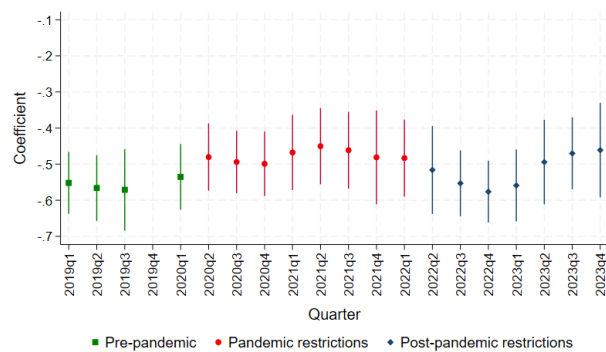 Coefficient
-.1
-.2
-.3
-.4
-.5
-.6
-.7
2019q1
2019q2
2019q3
2019q4
2020q1
2020q2
2020q3
2020q4
2021q1
2021q2
2021q3
2021q4
2022q1
2022q2
2022q3
2022q4
2023q1
2023q2
2023q3
2023q4
Quarter
Pre-pandemic Pandemic restrictions Post-pandemic restrictions